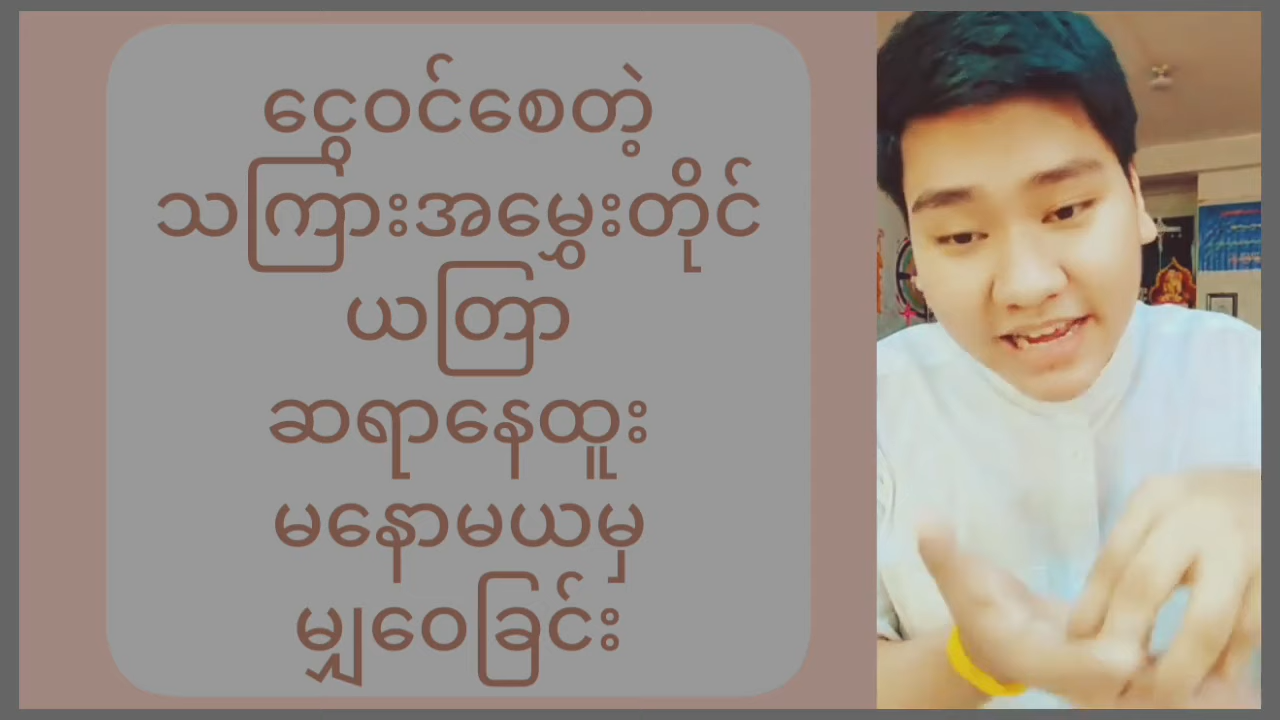 ငွေဝင်စေတဲ့
သကြားအမွှေးတိုင်
ယတြာ
ဆရာနေထူး
မနောမယမှ
မျှဝေခြင်း